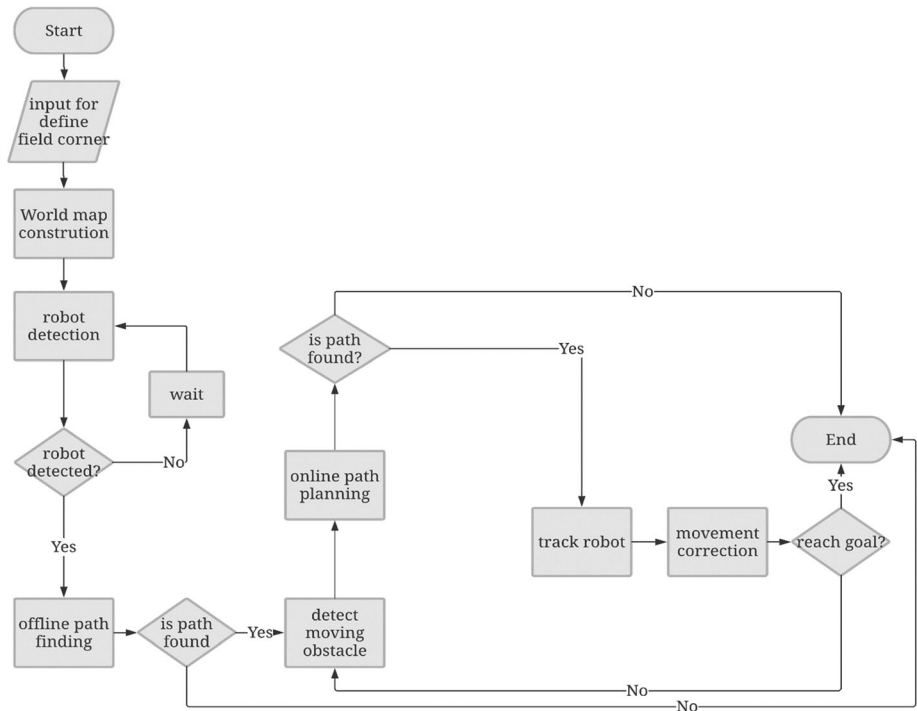 Start
input for
define
field corner
World map
constrution
robot
detection
wait
robot
detected?
No
Yes
offline path
finding
is path
found
Yes
detect
moving
obstacle
online path
planning
is path
found?
No
Yes
track robot
movement
correction
reach goal?
Yes
End
No
No